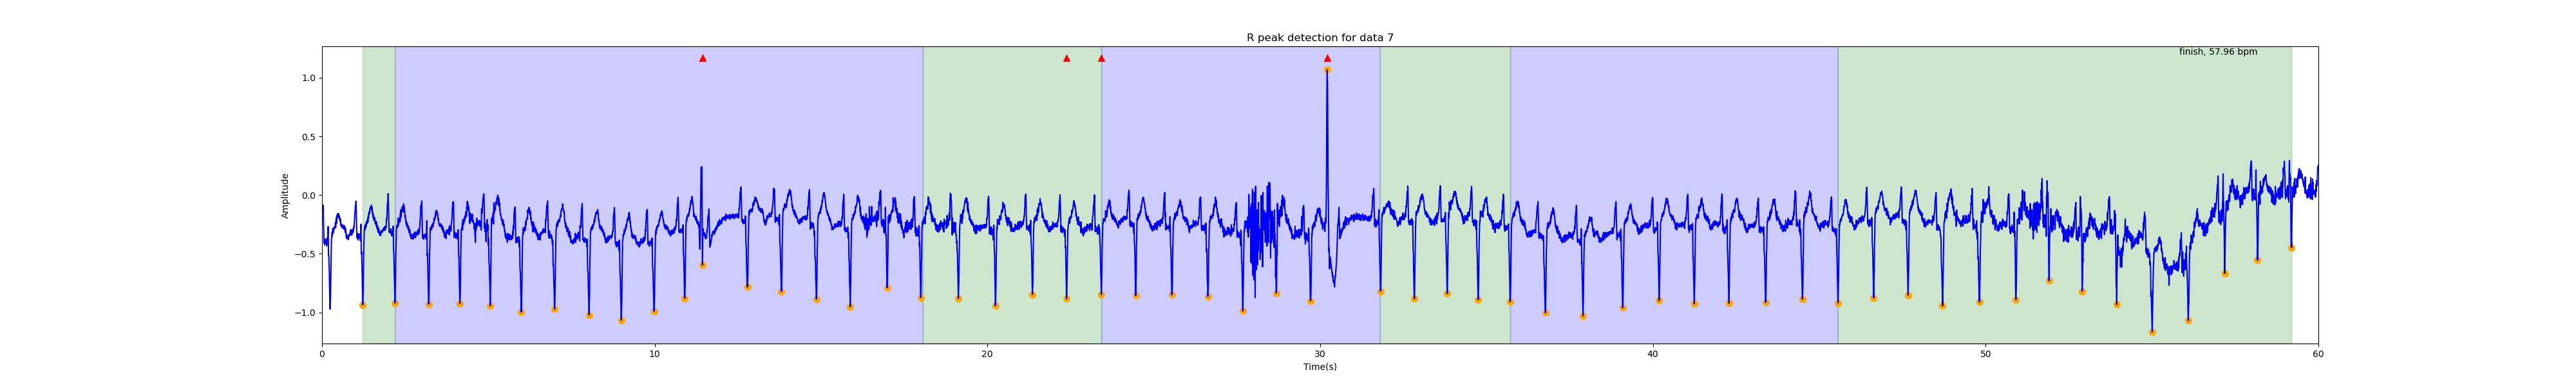 R peak detection for data 7
finish, 57.96 bpm
Amplitude
1.0
0.5
0.0
−0.5
−1.0
0 10 20 30 40 50 60
Time(s)